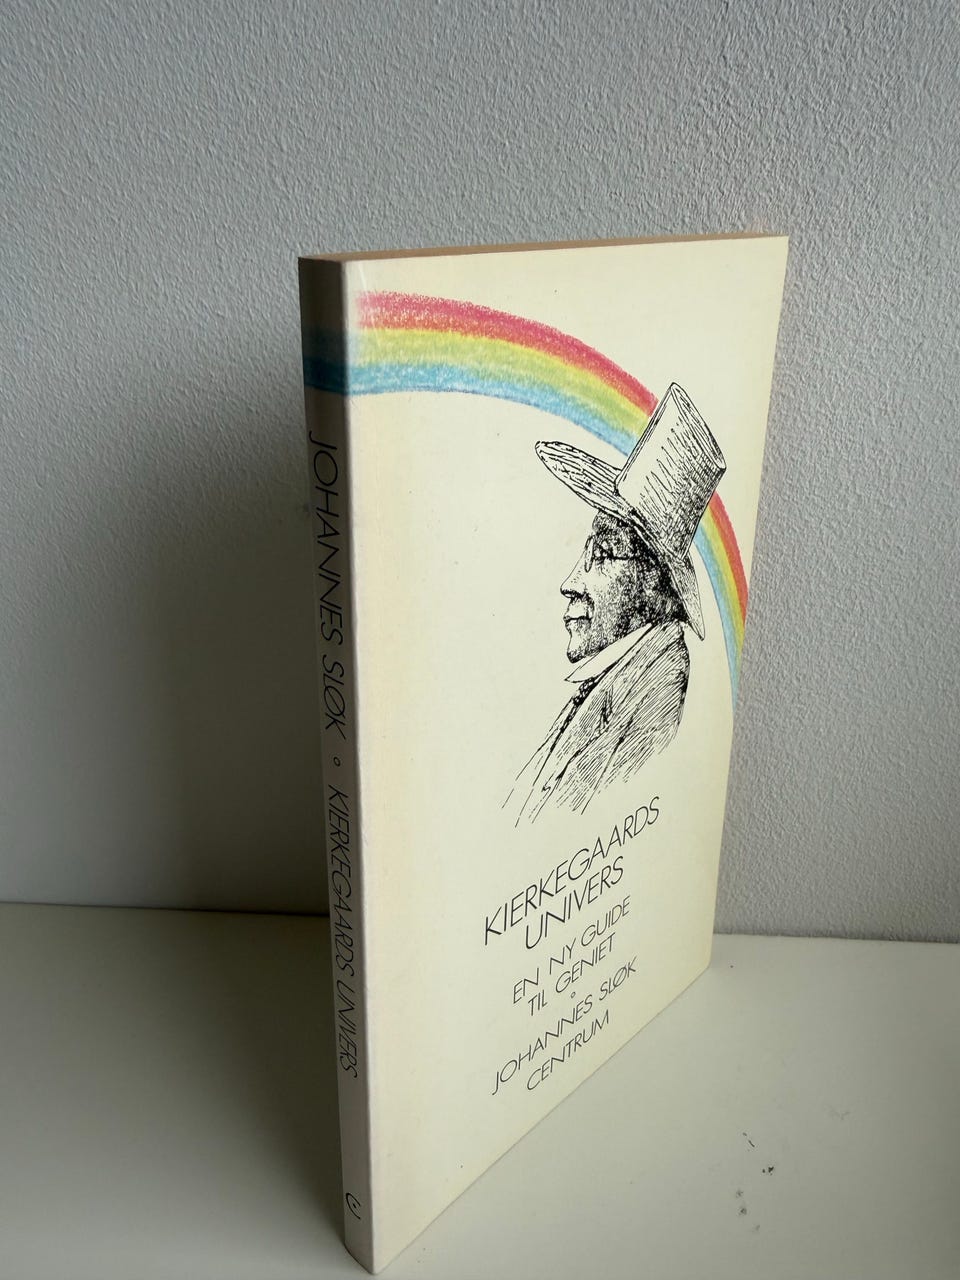 JOHANNES SLØK ° KIERKEGAARDS UNIVERS
KIERKEGAARDS
UNIVERS
EN NY GUIDE
TIL GENIET
°
JOHANNES SLØK
CENTRUM